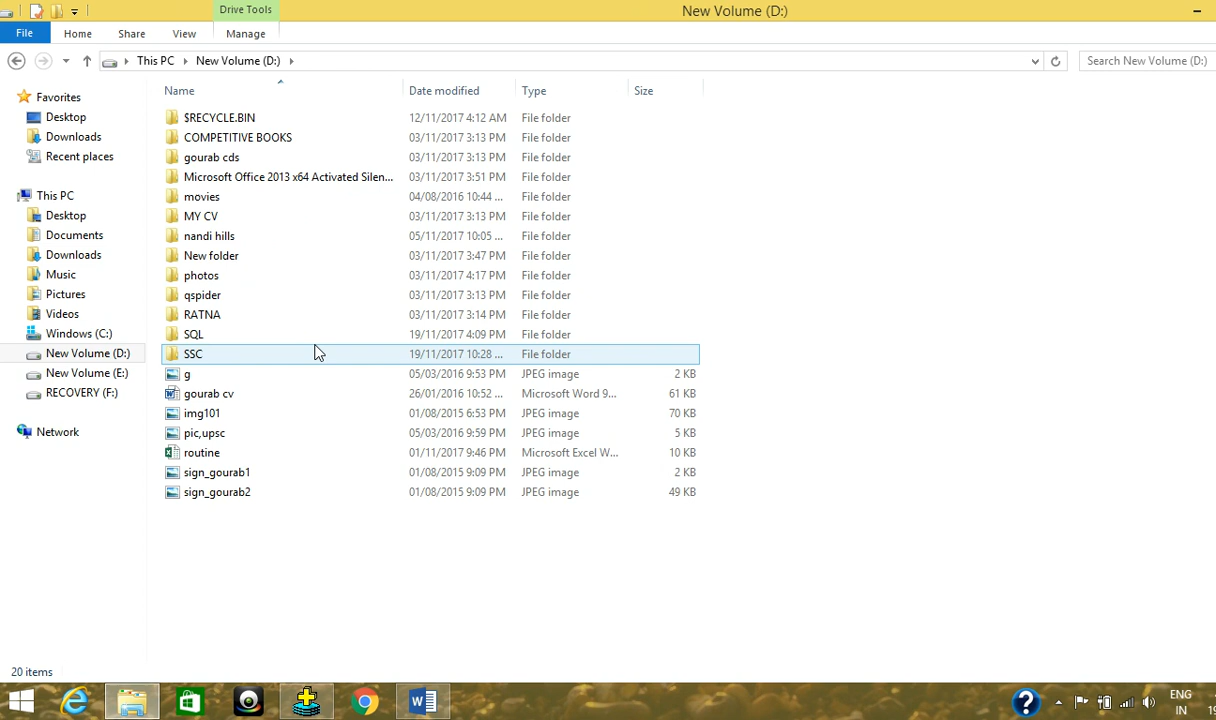 Drive Tools
New Volume (D:)
File Home Share View Manage
This PC New Volume (D:) Search New Volume (D:)
Name Date modified Type Size
Favorites
Desktop
Downloads
Recent places
This PC
Desktop
Documents
Downloads
Music
Pictures
Videos
Windows (C:)
New Volume (D:)
New Volume (E:)
RECOVERY (F:)
Network
$RECYCLE.BIN 12/11/2017 4:12 AM File folder
COMPETITIVE BOOKS 03/11/2017 3:13 PM File folder
gourab cds 03/11/2017 3:13 PM File folder
Microsoft Office 2013 x64 Activated Silen... 03/11/2017 3:51 PM File folder
movies 04/08/2016 10:44 ... File folder
MY CV 03/11/2017 3:13 PM File folder
nandi hills 05/11/2017 10:05 ... File folder
New folder 03/11/2017 3:47 PM File folder
photos 03/11/2017 4:17 PM File folder
qspider 03/11/2017 3:13 PM File folder
RATNA 03/11/2017 3:14 PM File folder
SQL 19/11/2017 4:09 PM File folder
SSC 19/11/2017 10:28 ... File folder
g 05/03/2016 9:53 PM JPEG image 2 KB
gourab cv 26/01/2016 10:52 ... Microsoft Word 9... 61 KB
img101 01/08/2015 6:53 PM JPEG image 70 KB
pic,upsc 05/03/2016 9:59 PM JPEG image 5 KB
routine 01/11/2017 9:46 PM Microsoft Excel W... 10 KB
sign_gourab1 01/08/2015 9:09 PM JPEG image 2 KB
sign_gourab2 01/08/2015 9:09 PM JPEG image 49 KB
20 items
ENG
IN